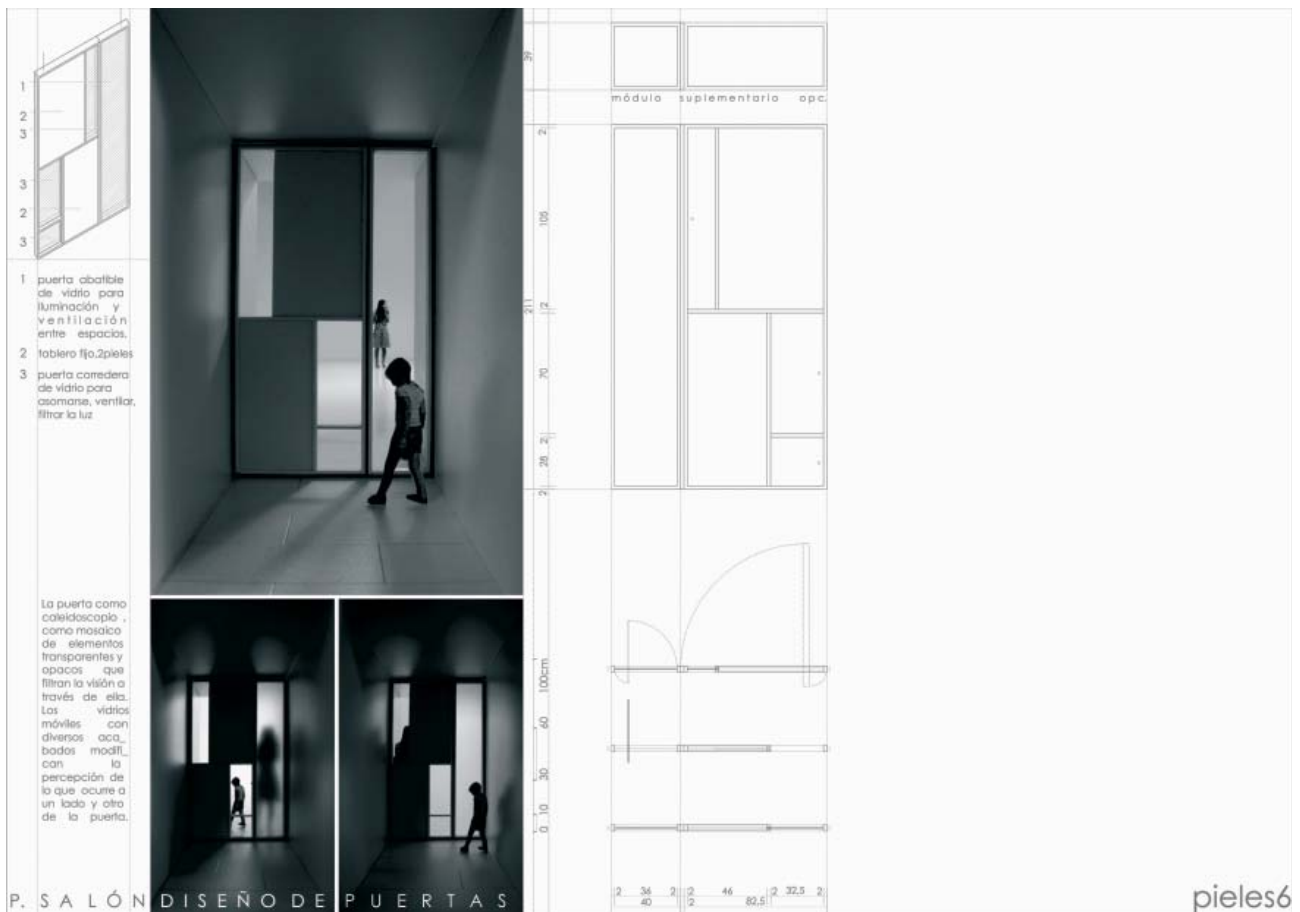 1
2
3
3
2
3
1 puerta abatible
de vidrio para
iluminación y
ventilación
entre espacios.
2 tablero fijo,2pieles
3 puerta corredera
de vidrio para
asomarse, ventilar,
filtrar la luz
La puerta como
caleidoscopio ,
como mosaico
de elementos
transparentes y
opacos que
filtran la visión a
través de ella.
Los vidrios
móviles con
diversos aca_
bados modifi_
can la
percepción de
lo que ocurre a
un lado y otro
de la puerta.
39
módulo suplementario opc.
2
105
211
2
70
2
28
2
100cm
60
30
10
0
2 36 2 2 46 2 32,5 2
40 2 82,5
P. SALÓN DISEÑO DE PUERTAS
pieles6